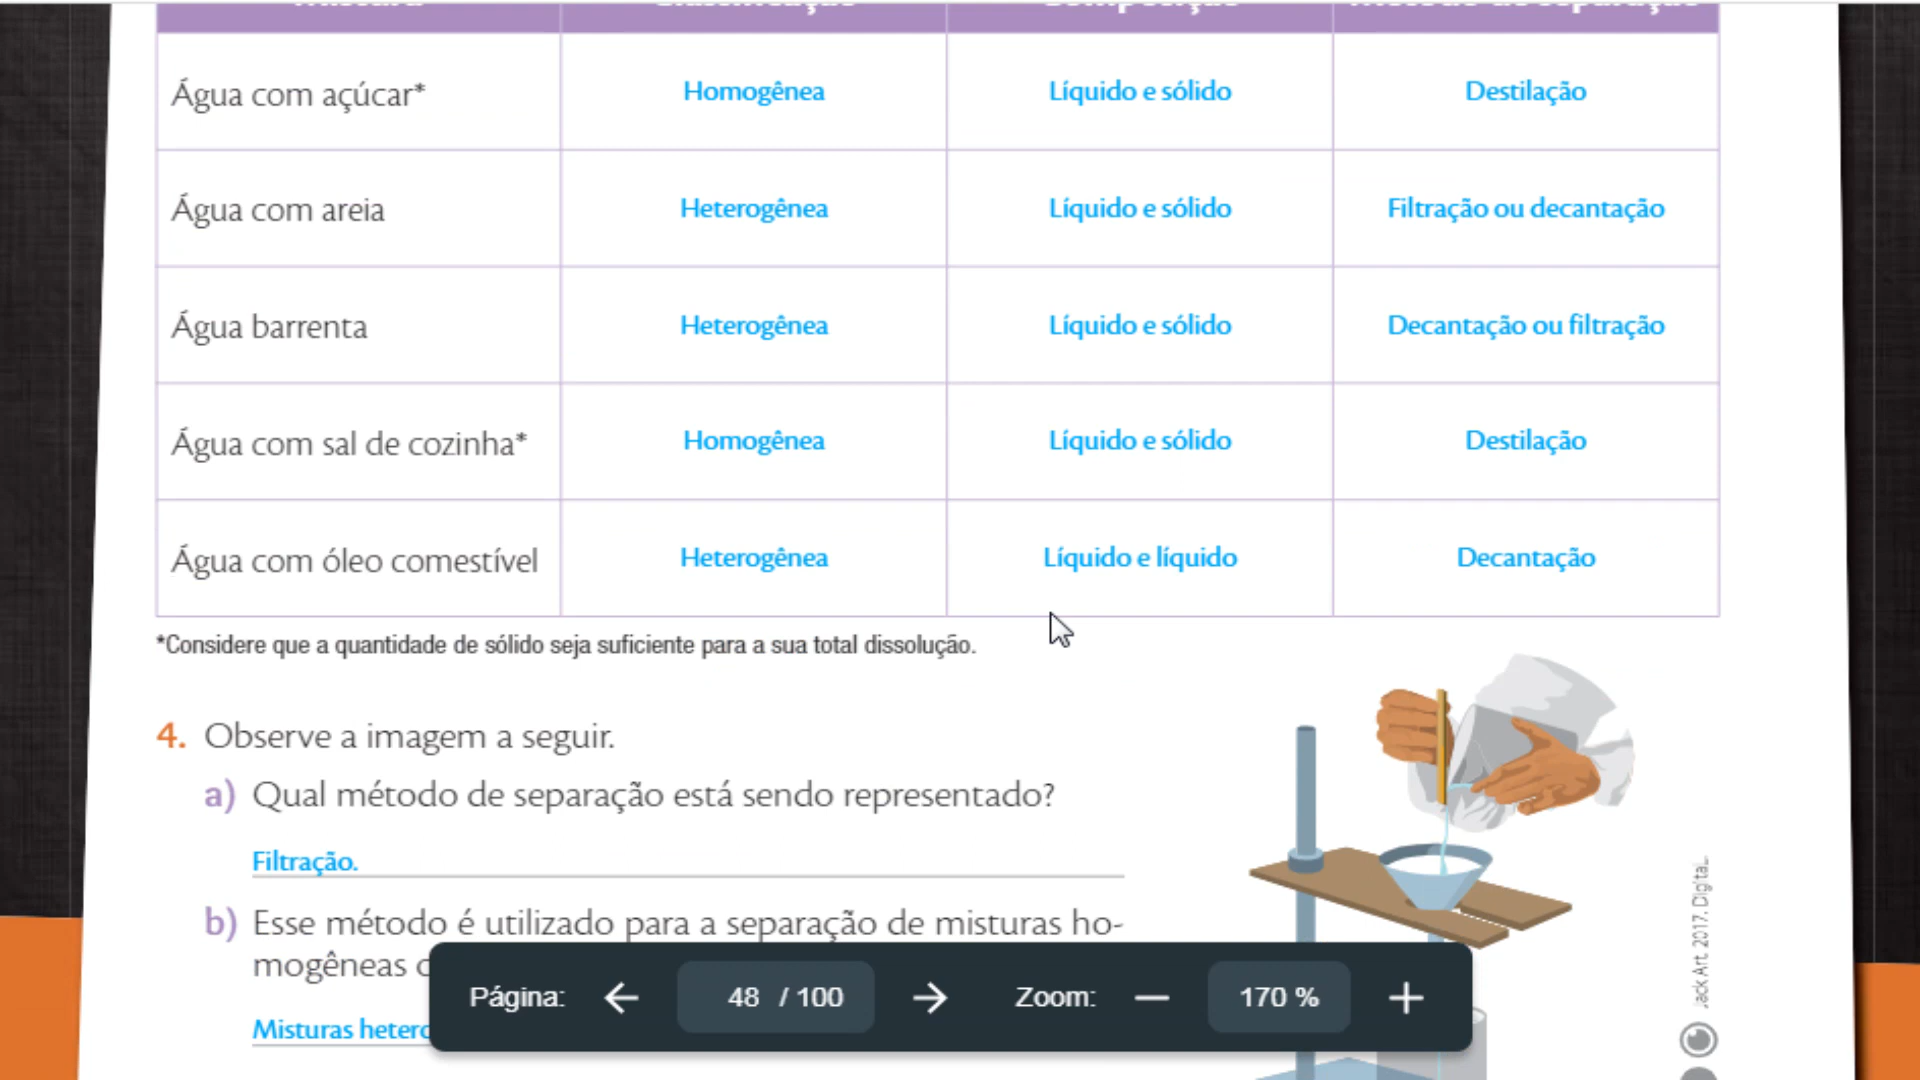 Água com açúcar* Homogênea Líquido e sólido Destilação
Água com areia Heterogênea Líquido e sólido Filtração ou decantação
Água barrenta Heterogênea Líquido e sólido Decantação ou filtração
Água com sal de cozinha* Homogênea Líquido e sólido Destilação
Água com óleo comestível Heterogênea Líquido e líquido Decantação
*Considere que a quantidade de sólido seja suficiente para a sua total dissolução.
4. Observe a imagem a seguir.
a) Qual método de separação está sendo representado?
Filtração.
b) Esse método é utilizado para a separação de misturas ho-
mogêneas
Misturas
Jack Art. 2017. Digital.
Página: 48 / 100 Zoom: 170 %